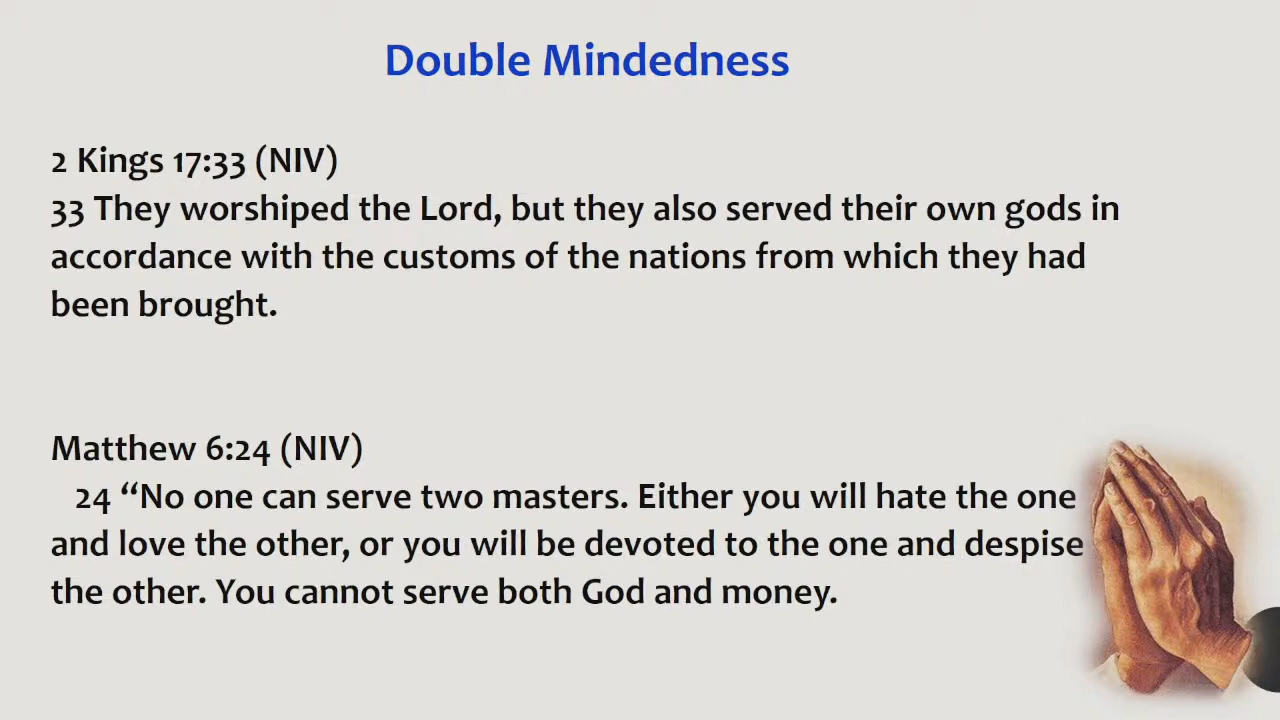 Double Mindedness
2 Kings 17:33 (NIV)
33 They worshiped the Lord, but they also served their own gods in
accordance with the customs of the nations from which they had
been brought.
Matthew 6:24 (NIV)
24 “No one can serve two masters. Either you will hate the one
and love the other, or you will be devoted to the one and despise
the other. You cannot serve both God and money.